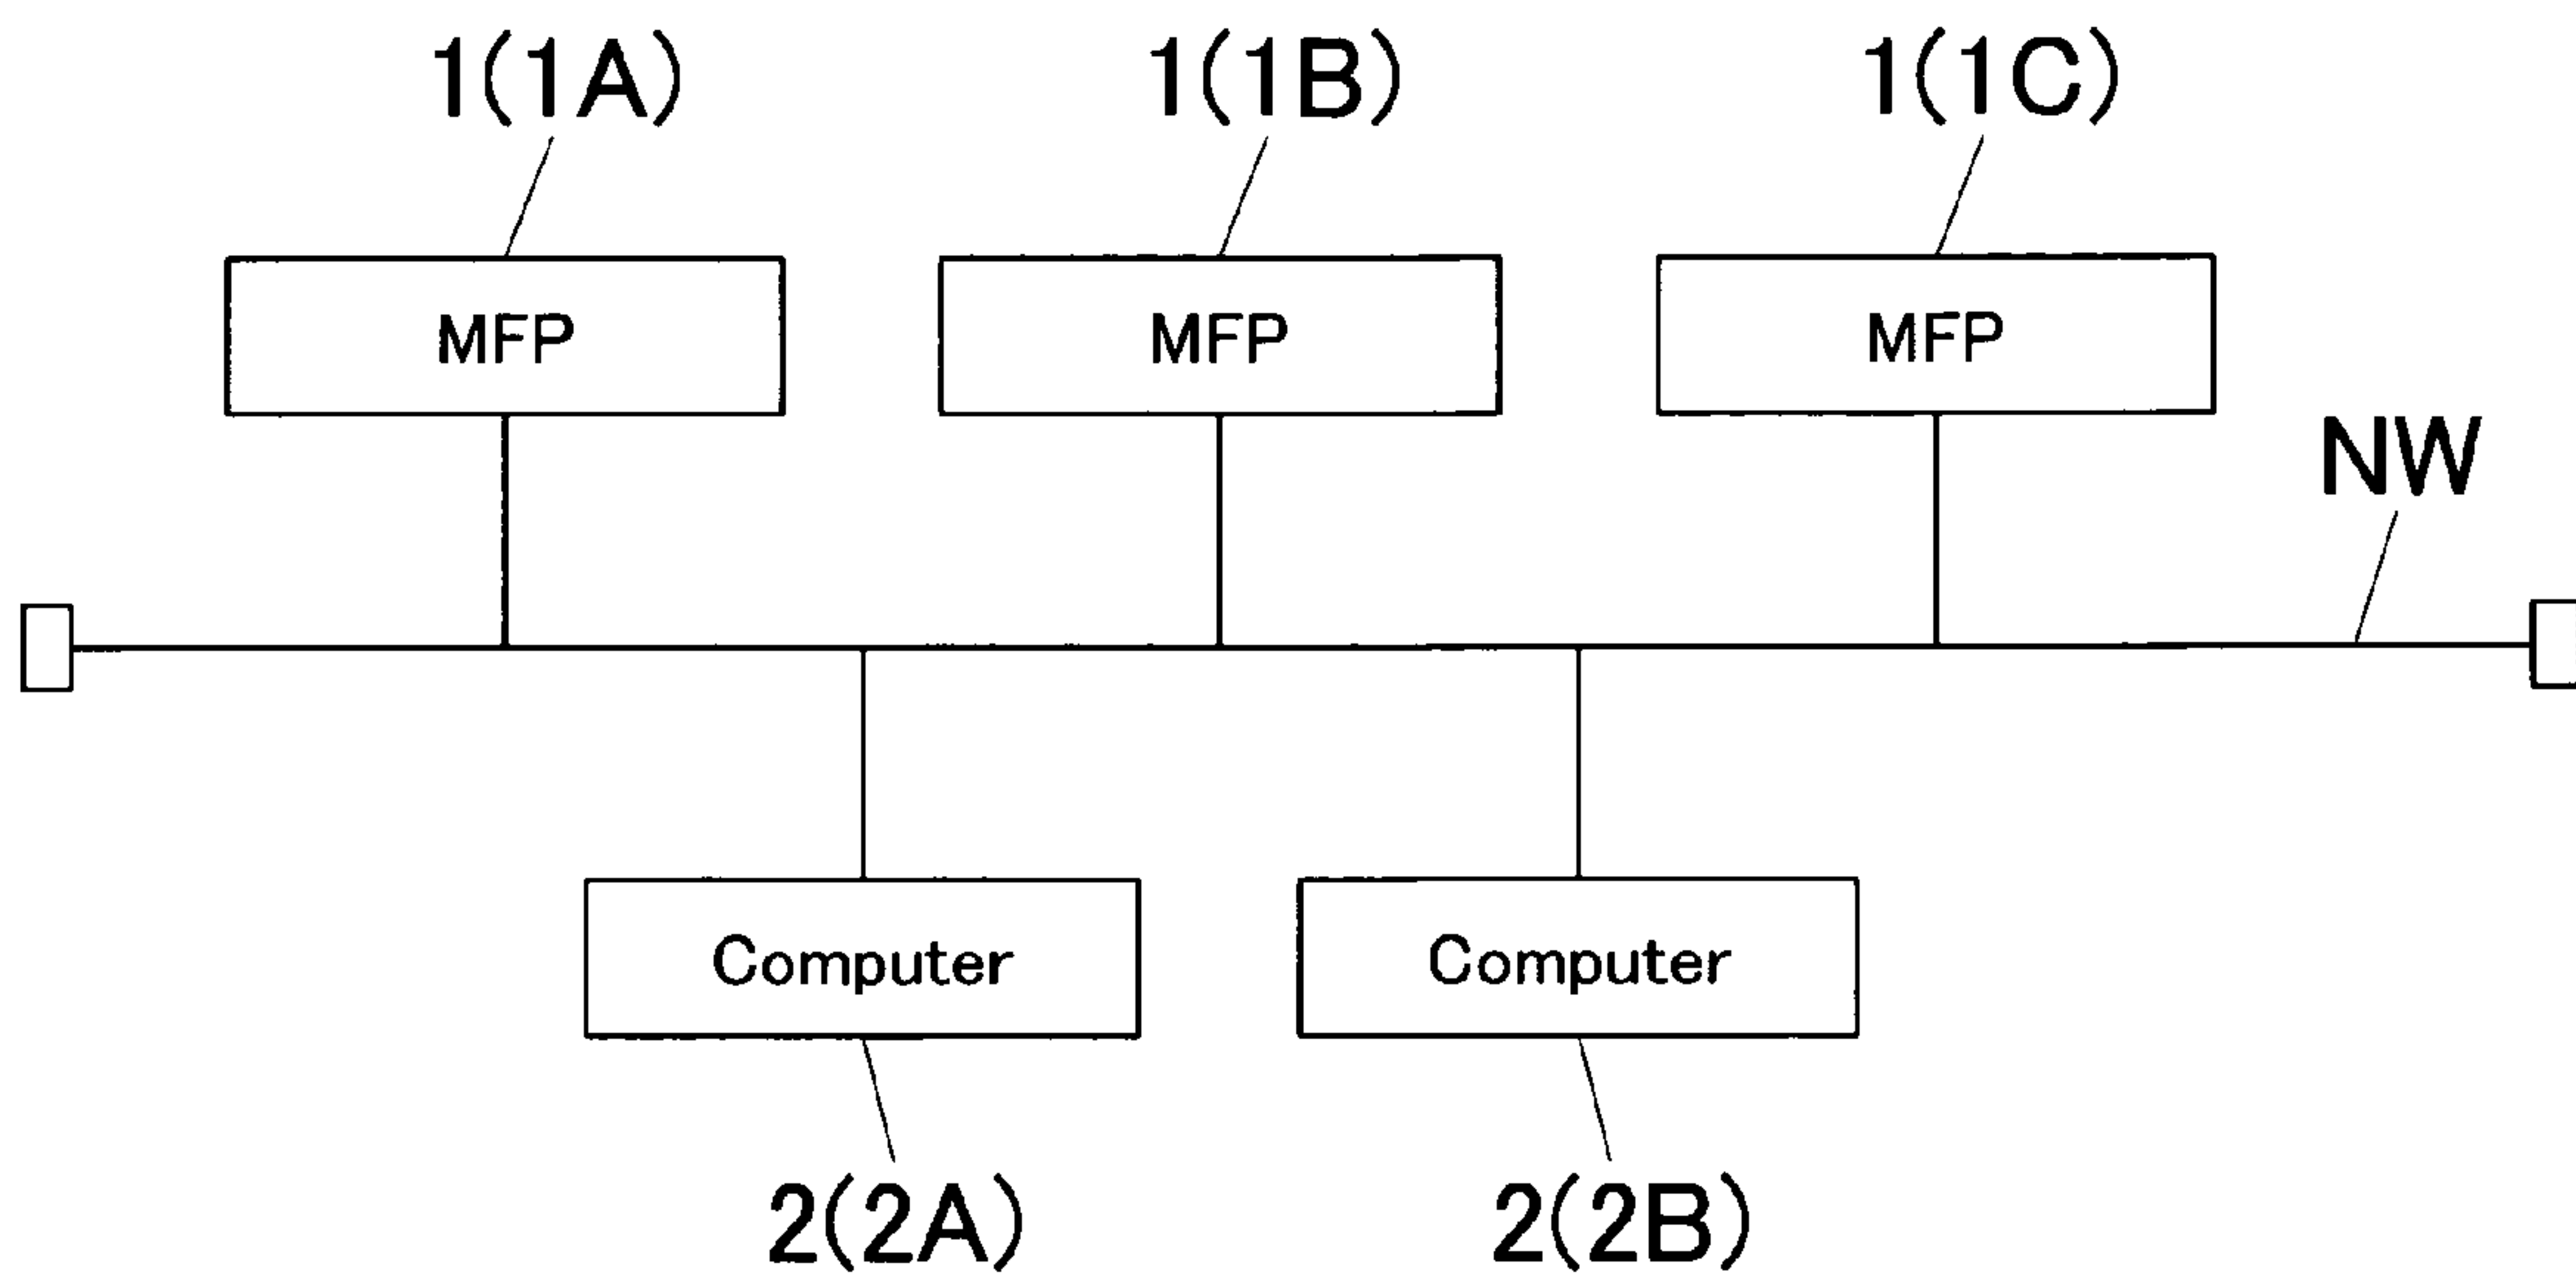 1(1A) 1(1B) 1(1C)
MFP MFP MFP
NW
Computer Computer
2(2A) 2(2B)